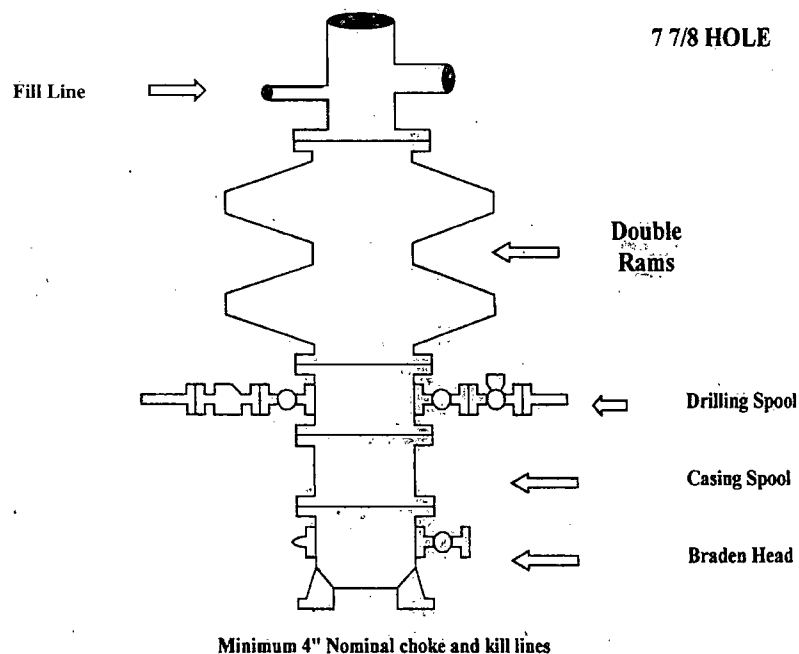 7 7/8 HOLE
Fill Line
Double
Rams
Drilling Spool
Casing Spool
Braden Head
Minimum 4" Nominal choke and kill lines